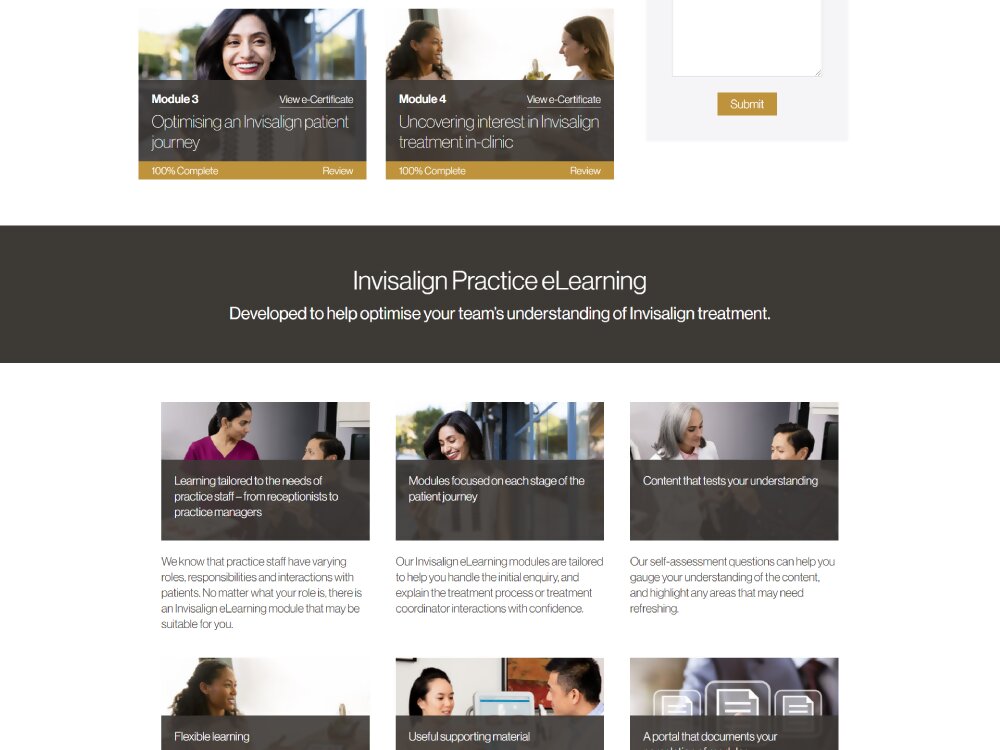 Module 3
View e-Certificate
Optimising an Invisalign patient
journey
100% Complete
Review
Module 4
View e-Certificate
Uncovering interest in Invisalign
treatment in-clinic
100% Complete
Review
Submit
Invisalign Practice eLearning
Developed to help optimise your team's understanding of Invisalign treatment.
Learning tailored to the needs of
practice staff – from receptionists to
practice managers
We know that practice staff have varying
roles, responsibilities and interactions with
patients. No matter what your role is, there is
an Invisalign eLearning module that may be
suitable for you.
Modules focused on each stage of the
patient journey
Our Invisalign eLearning modules are tailored
to help you handle the initial enquiry, and
explain the treatment process or treatment
coordinator interactions with confidence.
Content that tests your understanding
Our self-assessment questions can help you
gauge your understanding of the content,
and highlight any areas that may need
refreshing.
Flexible learning
Useful supporting material
A portal that documents your